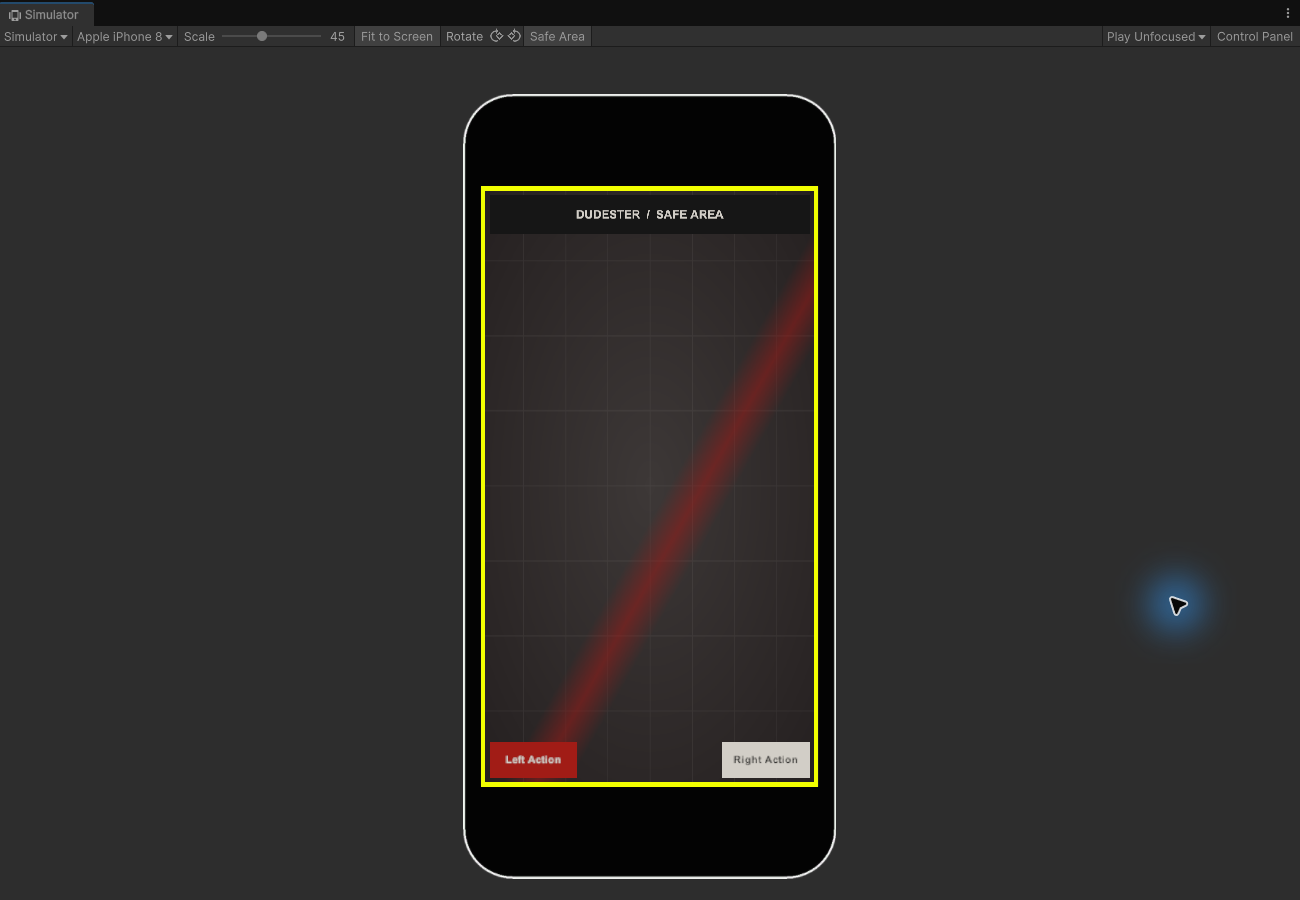 Simulator
Simulator Apple iPhone 8 Scale 45 Fit to Screen Rotate Safe Area Play Unfocused Control Panel
DUDESTER / SAFE AREA
Left Action Right Action